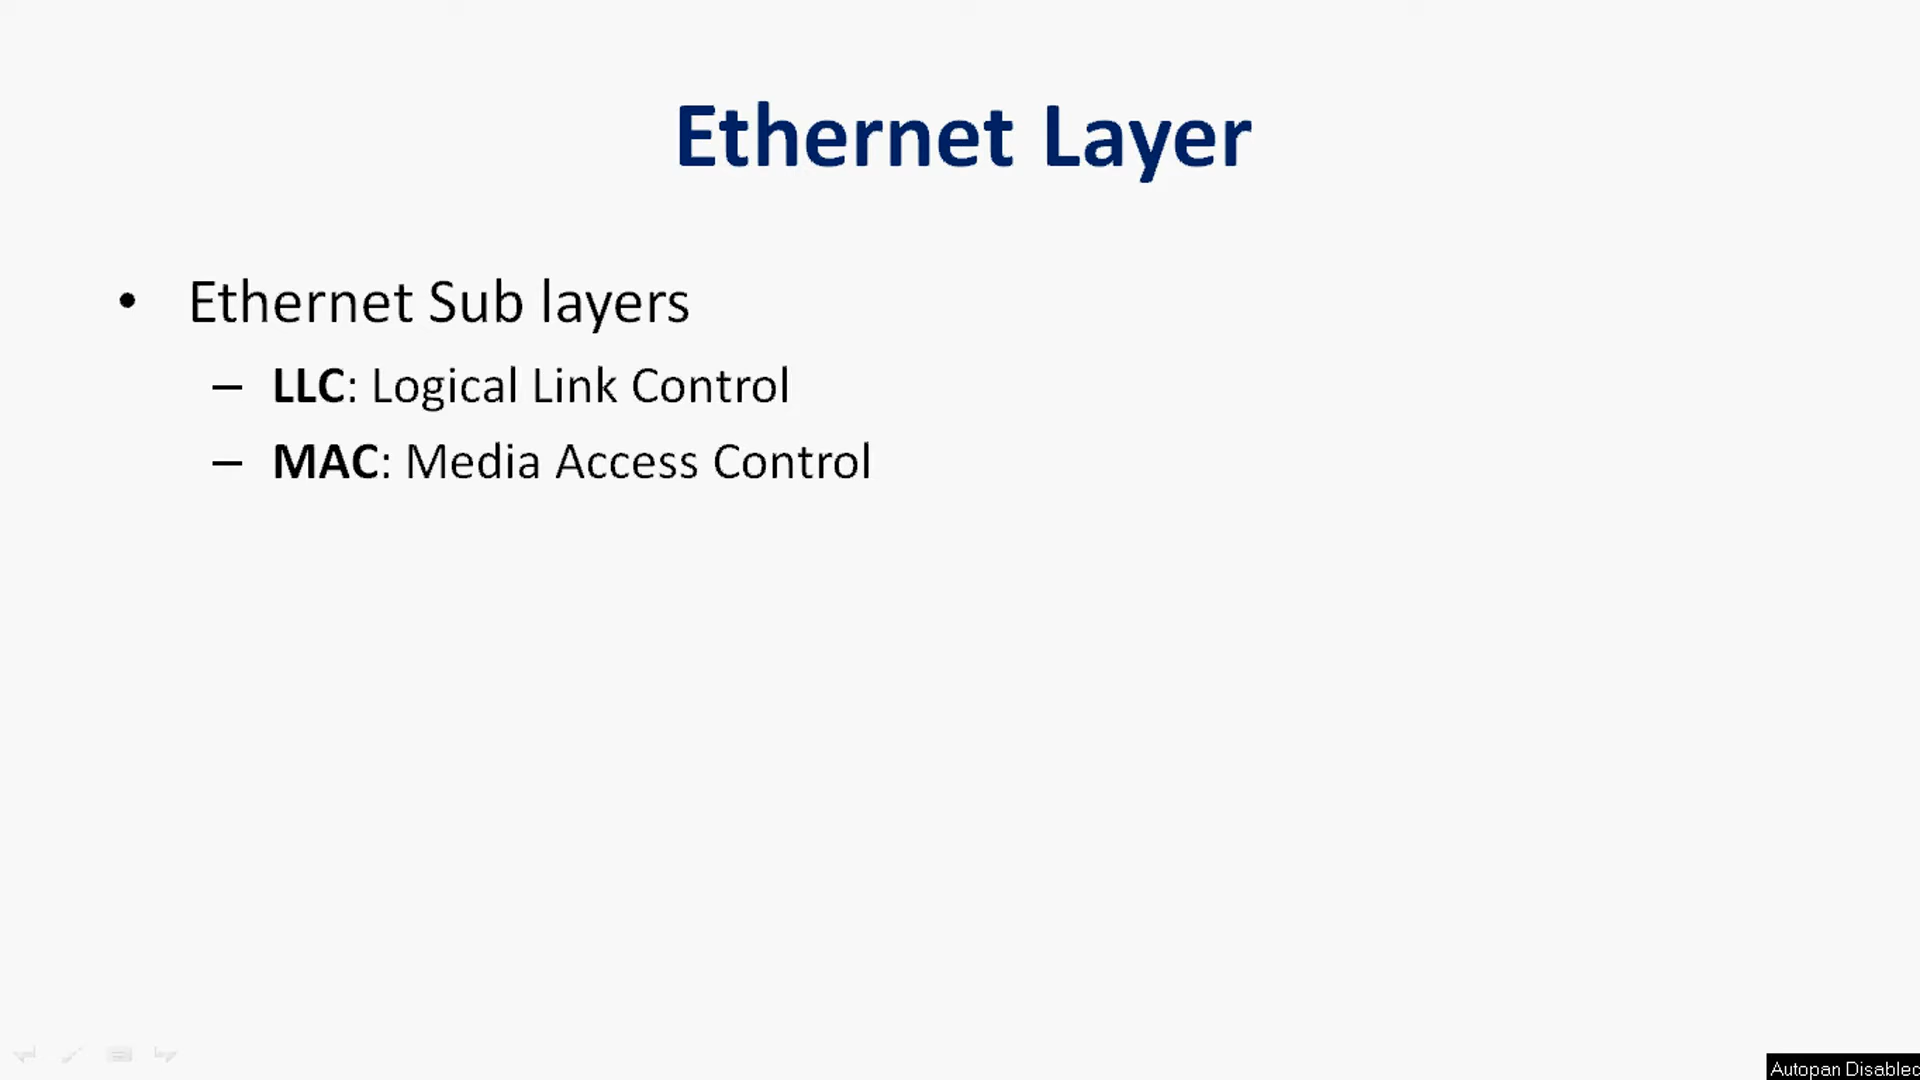 Ethernet Layer
• Ethernet Sub layers
– LLC: Logical Link Control
– MAC: Media Access Control
Autopan Disabled